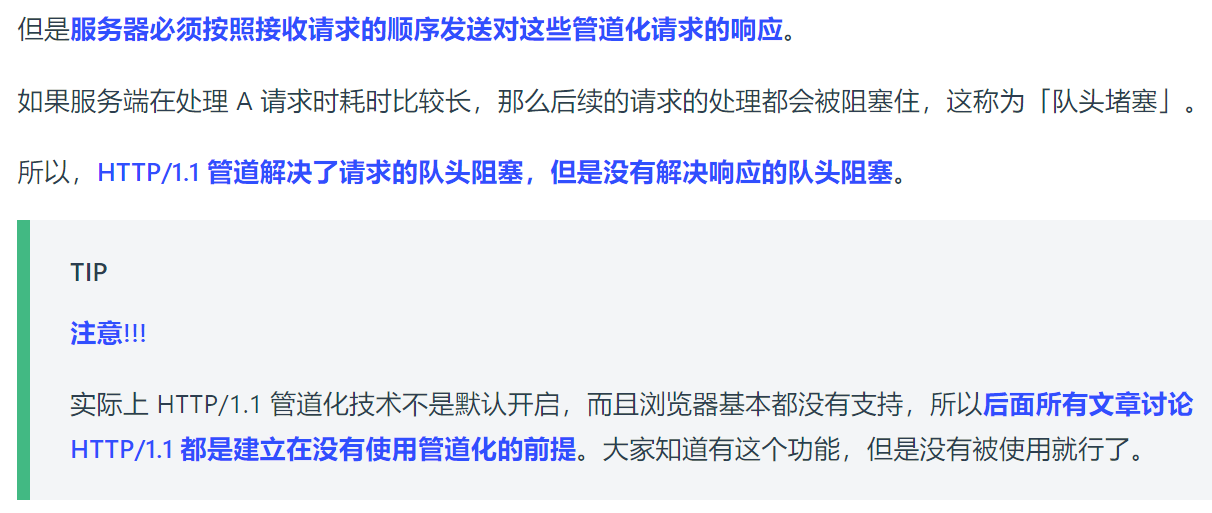 但是服务器必须按照接收请求的顺序发送对这些管道化请求的响应。
如果服务端在处理 A 请求时耗时比较长，那么后续的请求的处理都会被阻塞住，这称为「队头堵塞」。
所以，HTTP/1.1 管道解决了请求的队头阻塞，但是没有解决响应的队头阻塞。
TIP
注意!!!
实际上 HTTP/1.1 管道化技术不是默认开启，而且浏览器基本都没有支持，所以后面所有文章讨论
HTTP/1.1 都是建立在没有使用管道化的前提。大家知道有这个功能，但是没有被使用就行了。